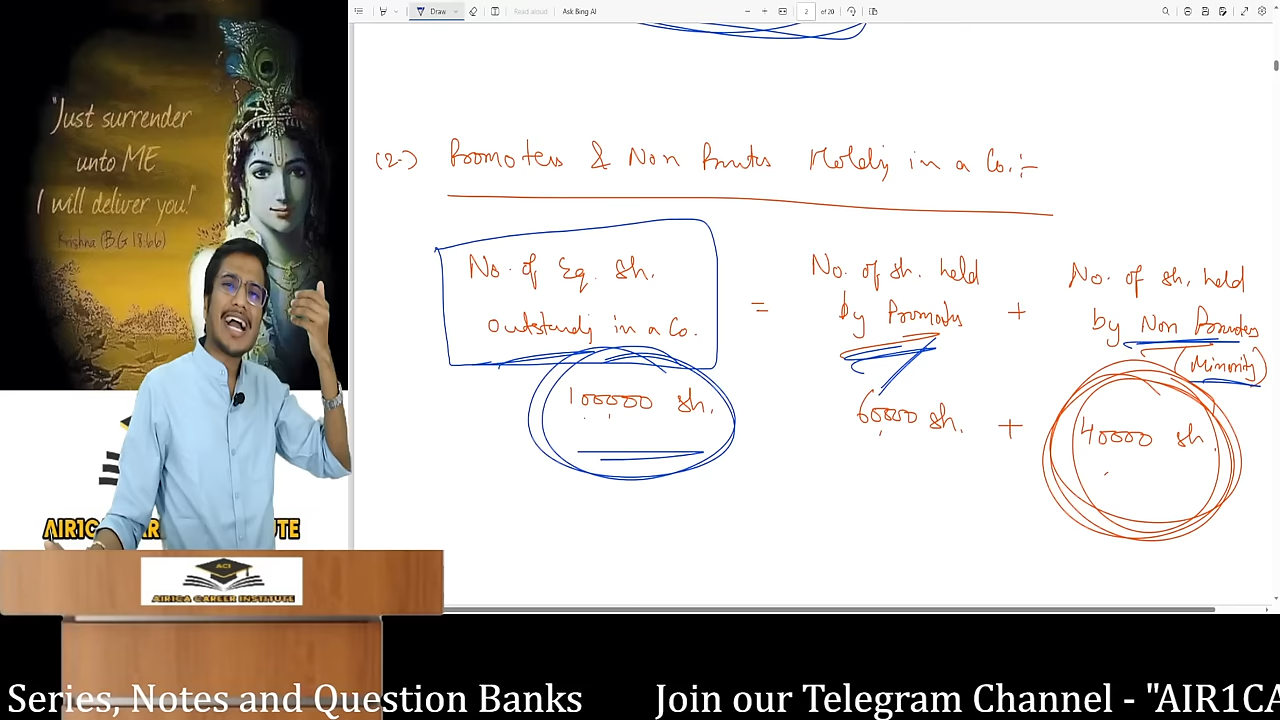 Draw
Read aloud
Ask Bing AI
2 of 20
"Just surrender
unto ME
I will deliver you!"
Krishna (B.G 18:66)
(2.) Promoters & Non Promoters Holding in a Co.:-
No. of Eq. Sh.
outstanding in a Co.
=
No. of sh. held
by Promoters
+
No. of sh. held
by Non Promoters
(Minority)
100000 sh.
60000 sh. + 40000 sh.
ACI
AIR1CA CAREER INSTITUTE
Series, Notes and Question Banks
Join our Telegram Channel - "AIR1CA